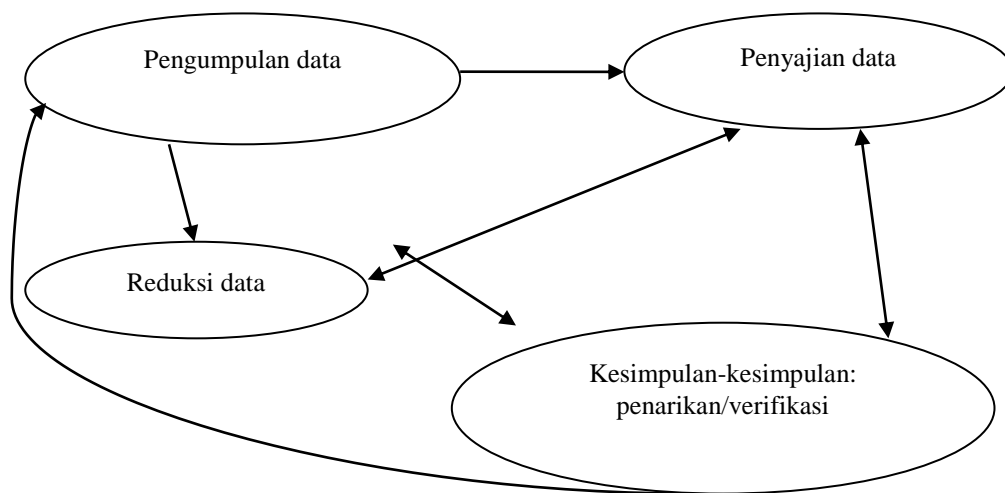 Pengumpulan data
Penyajian data
Reduksi data
Kesimpulan-kesimpulan:
penarikan/verifikasi